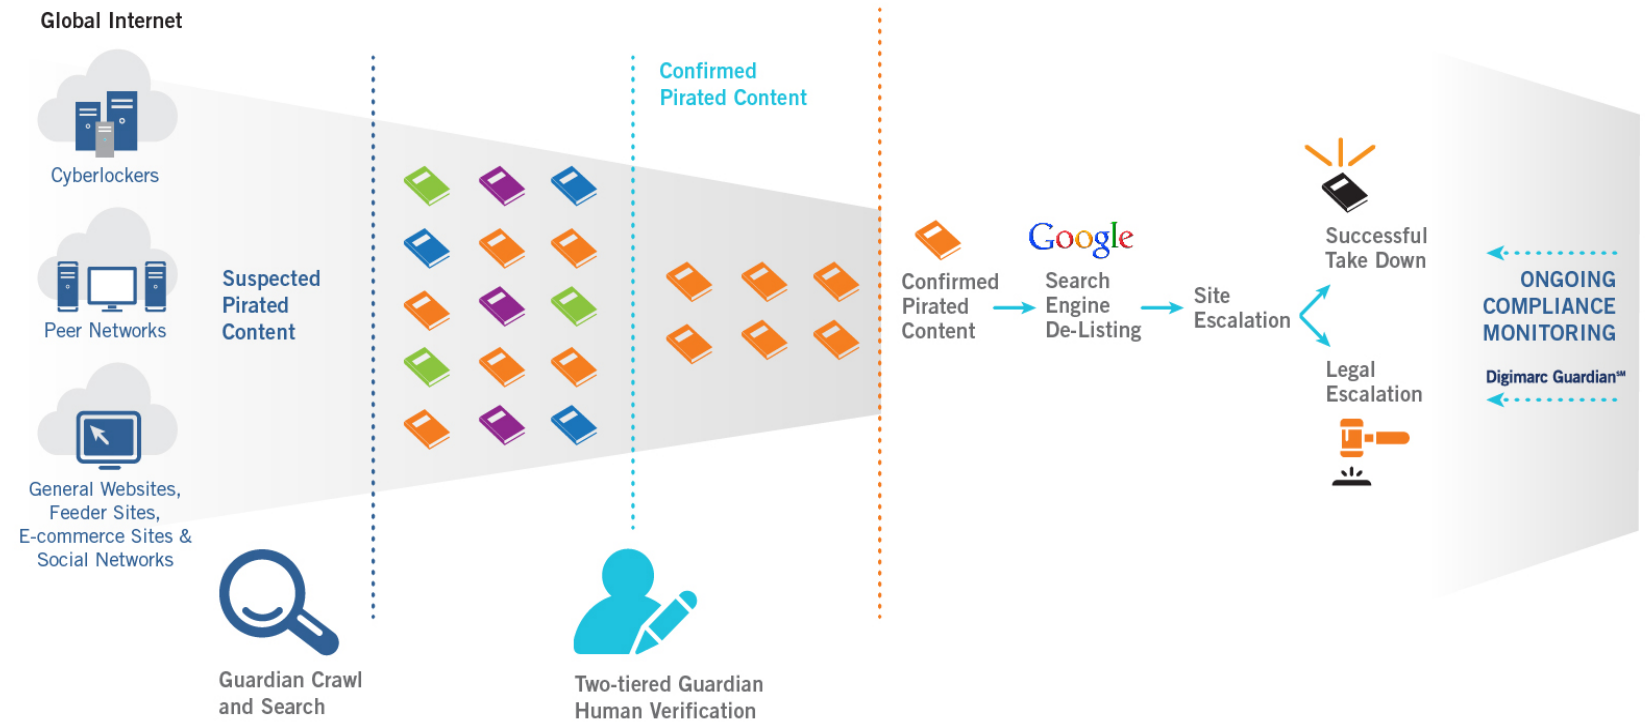 Global Internet
Cyberlockers
Peer Networks
General Websites,
Feeder Sites,
E-commerce Sites &
Social Networks
Suspected
Pirated
Content
Guardian Crawl
and Search
Confirmed
Pirated Content
Two-tiered Guardian
Human Verification
Confirmed
Pirated
Content
Google
Search
Engine
De-Listing
Site
Escalation
Successful
Take Down
Legal
Escalation
ONGOING
COMPLIANCE
MONITORING
Digimarc Guardian℠